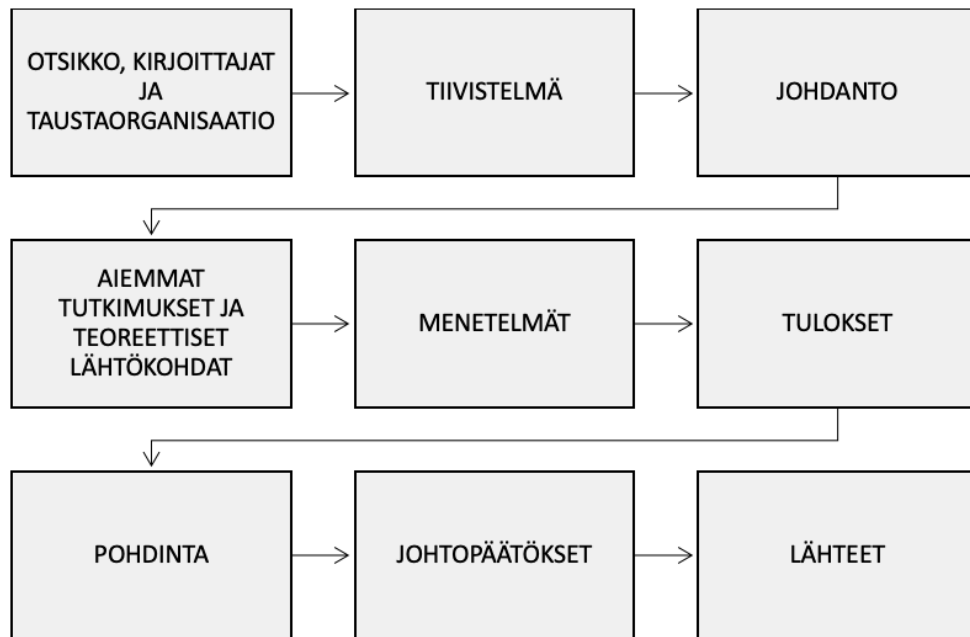 OTSIKKO, KIRJOITTAJAT
JA
TAUSTAORGANISAATIO
TIIVISTELMÄ
JOHDANTO
AIEMMAT
TUTKIMUKSET JA
TEOREETTISET
LÄHTÖKOHDAT
MENETELMÄT
TULOKSET
POHDINTA
JOHTOPÄÄTÖKSET
LÄHTEET